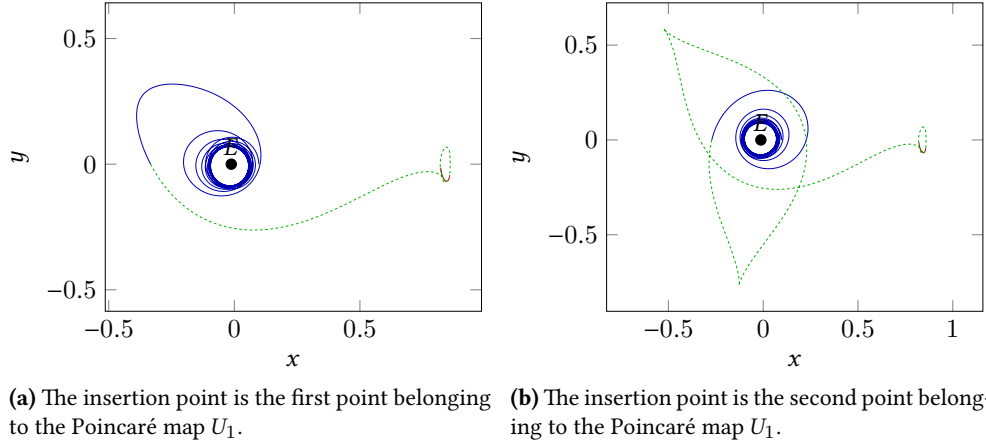 0.5
0
−0.5
−0.5
0
0.5
x
y
E
0.5
0
−0.5
−0.5
0
0.5
1
x
y
E
(a) The insertion point is the first point belonging
to the Poincaré map U1.
(b) The insertion point is the second point belong-
ing to the Poincaré map U1.